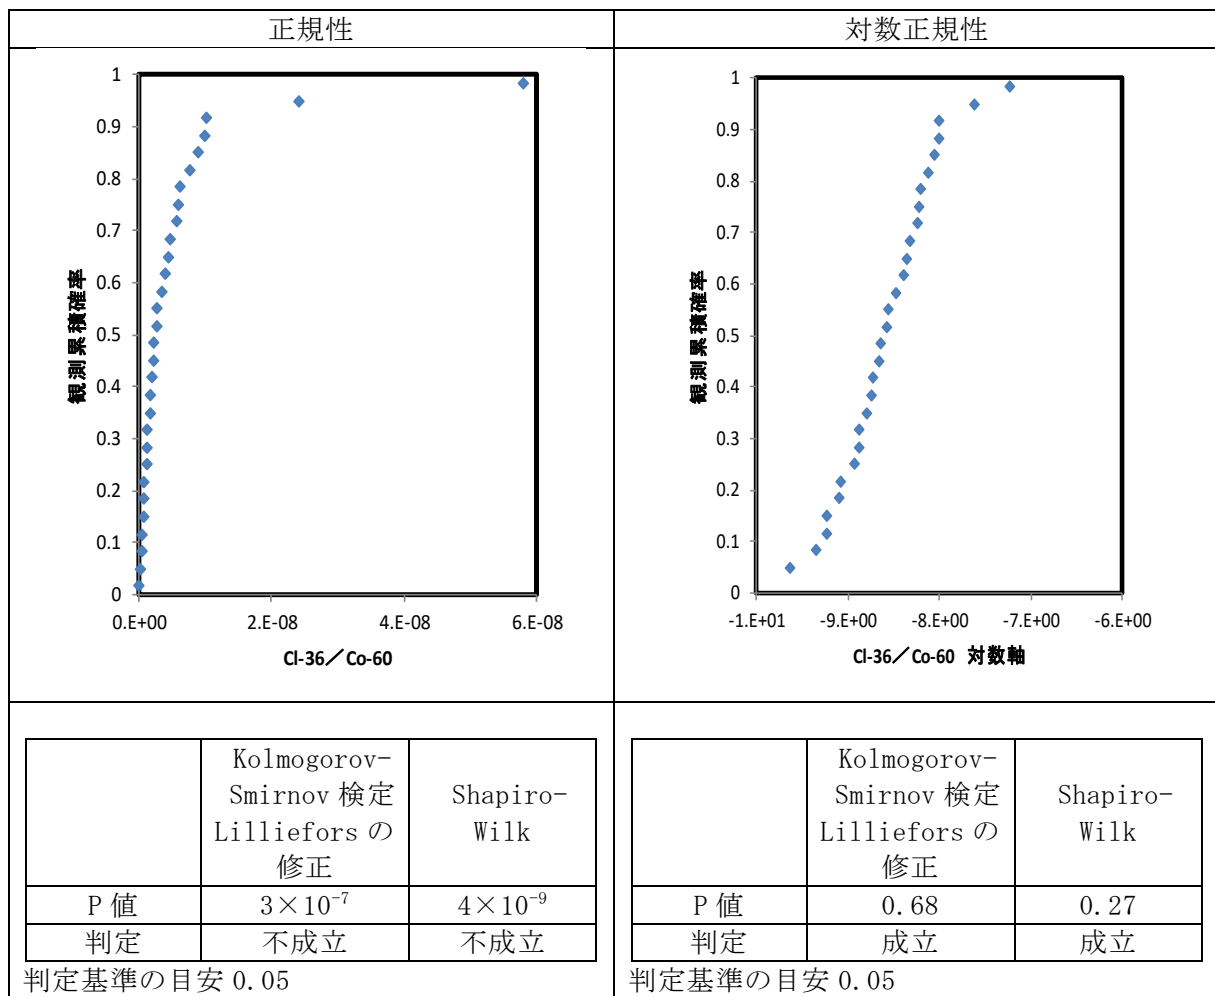 正規性
対数正規性
1
0.9
0.8
0.7
0.6
0.5
0.4
0.3
0.2
0.1
0
観測累積確率
0.E+00 2.E-08 4.E-08 6.E-08
Cl-36／Co-60
1
0.9
0.8
0.7
0.6
0.5
0.4
0.3
0.2
0.1
0
観測累積確率
-1.E+01 -9.E+00 -8.E+00 -7.E+00 -6.E+00
Cl-36／Co-60 対数軸
Kolmogorov-
Smirnov 検定
Lilliefors の
修正
Shapiro-
Wilk
P 値 3×10⁻⁷ 4×10⁻⁹
判定 不成立 不成立
判定基準の目安 0.05
Kolmogorov-
Smirnov 検定
Lilliefors の
修正
Shapiro-
Wilk
P 値 0.68 0.27
判定 成立 成立
判定基準の目安 0.05